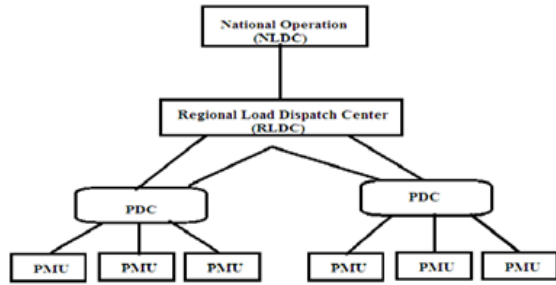 National Operation
(NLDC)
Regional Load Dispatch Center
(RLDC)
PDC
PDC
PMU
PMU
PMU
PMU
PMU
PMU